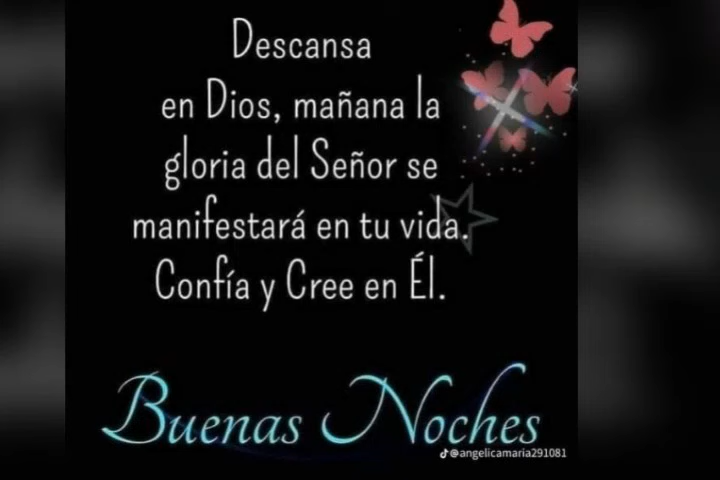 Descansa
en Dios, mañana la
gloria del Señor se
manifestará en tu vida.
Confía y Cree en Él.
Buenas Noches
@angelicamaria291081